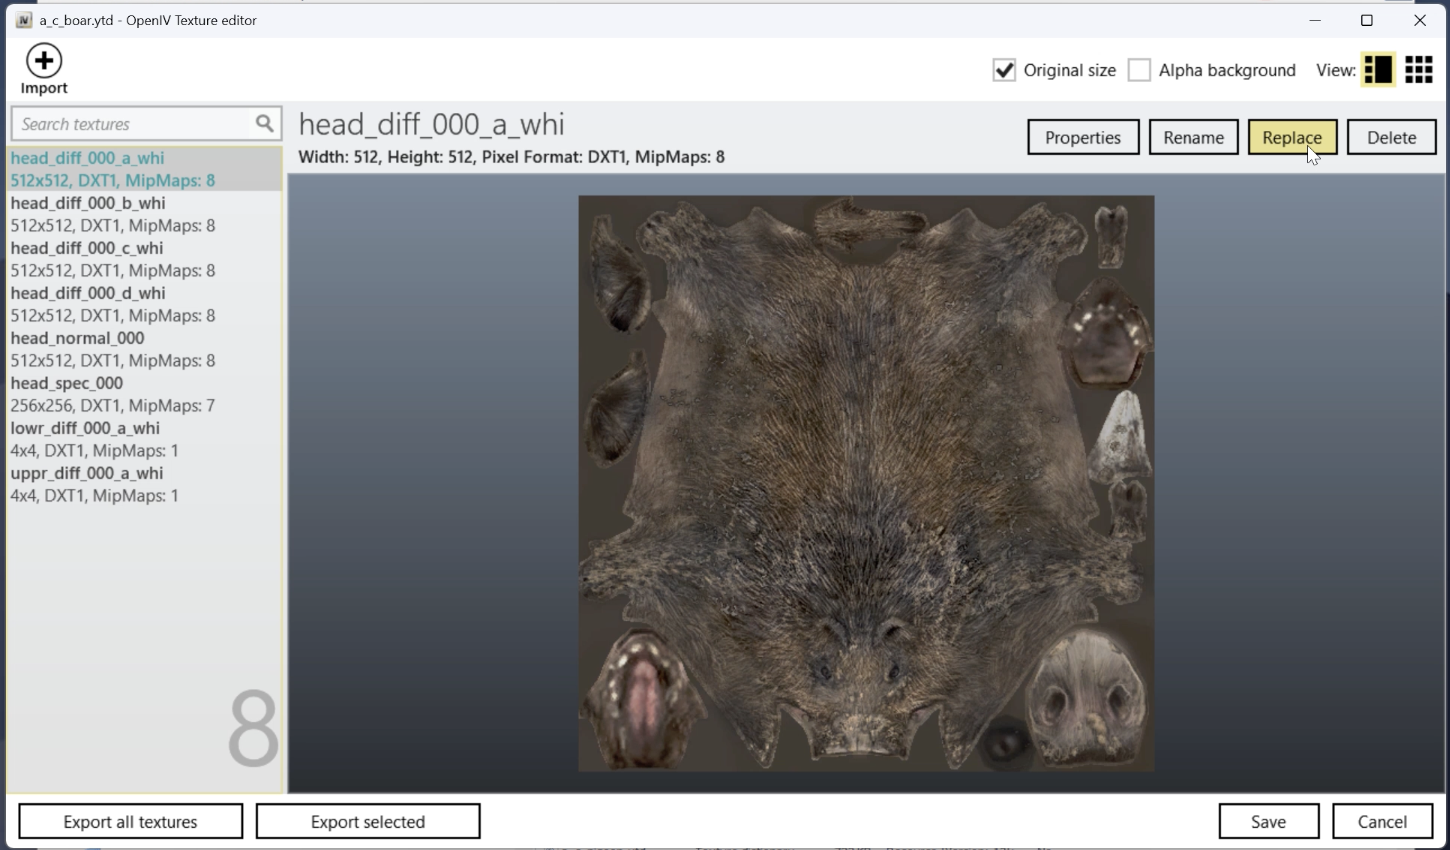 a_c_boar.ytd - OpenIV Texture editor
Import
Original size
Alpha background
View:
Search textures
head_diff_000_a_whi
Width: 512, Height: 512, Pixel Format: DXT1, MipMaps: 8
Properties
Rename
Replace
Delete
head_diff_000_a_whi
512x512, DXT1, MipMaps: 8
head_diff_000_b_whi
512x512, DXT1, MipMaps: 8
head_diff_000_c_whi
512x512, DXT1, MipMaps: 8
head_diff_000_d_whi
512x512, DXT1, MipMaps: 8
head_normal_000
512x512, DXT1, MipMaps: 8
head_spec_000
256x256, DXT1, MipMaps: 7
lowr_diff_000_a_whi
4x4, DXT1, MipMaps: 1
uppr_diff_000_a_whi
4x4, DXT1, MipMaps: 1
8
Export all textures
Export selected
Save
Cancel